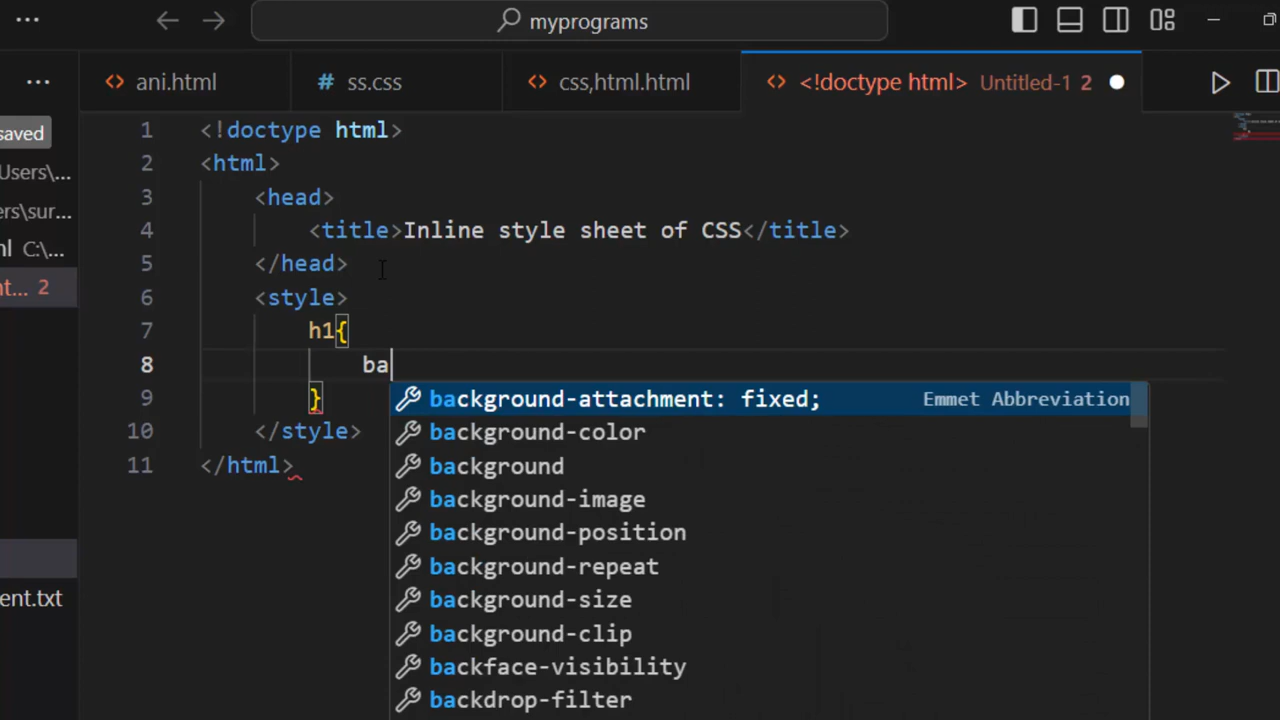 myprograms
ani.html
# ss.css
css,html.html
<!doctype html> Untitled-1 2
saved
Users\...
ers\sur...
ml C:\...
nt... 2
ent.txt
1 <!doctype html>
2 <html>
3 <head>
4 <title>Inline style sheet of CSS</title>
5 </head>
6 <style>
7 h1{
8 ba
9 }
10 </style>
11 </html>
background-attachment: fixed; Emmet Abbreviation
background-color
background
background-image
background-position
background-repeat
background-size
background-clip
backface-visibility
backdrop-filter